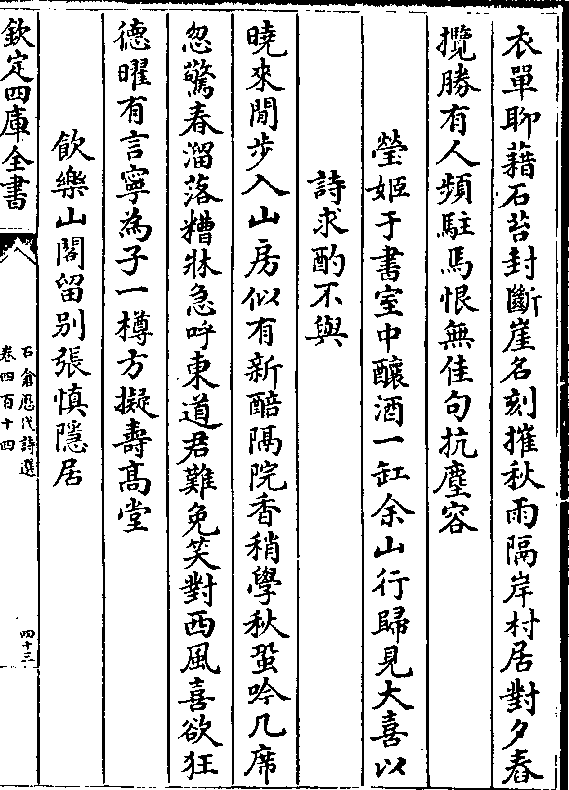 衣單聊藉石苔封斷崖名刻摧秋雨隔岸村居對夕舂
攬勝有人頻駐馬恨無佳句抗塵容
瑩姬于書室中釀酒一缸余山行歸見大喜以
詩求酌不與
曉來閒步入山房似有新醅隔院香稍學秋蛩吟几席
忽驚春溜落糟牀急呼東道君難免笑對西風喜欲狂
德曜有言寧為子一樽方擬壽髙堂
飲樂山閣留别張慎隱居
欽定四庫全書
石倉歴代詩選
卷四百十四
四十三